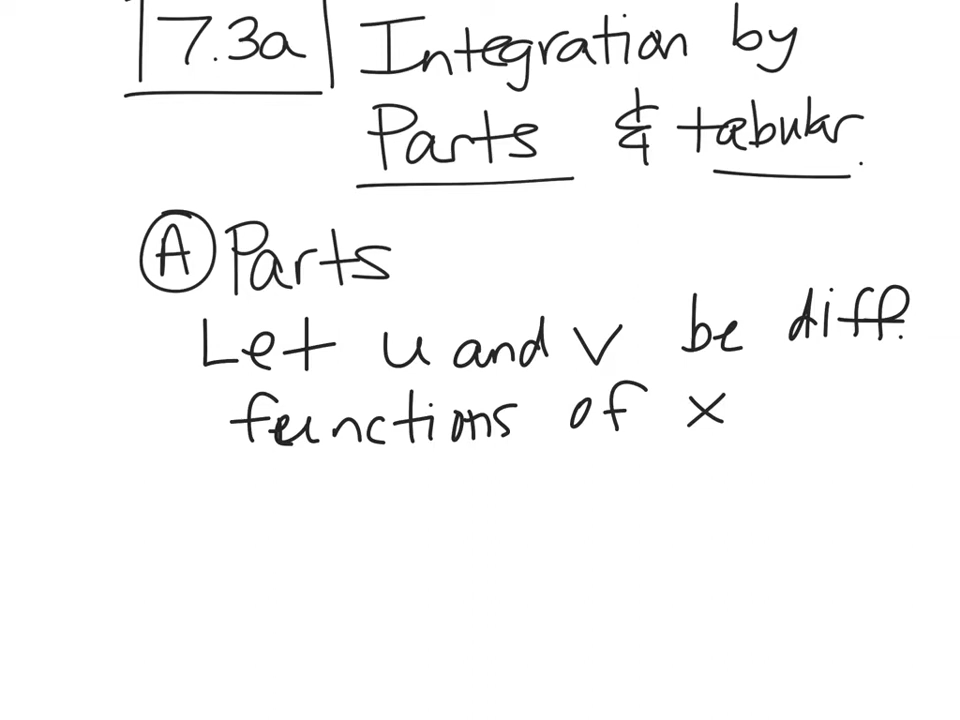 7.3a Integration by
Parts & tabular.
A Parts
Let u and v be diff.
functions of x